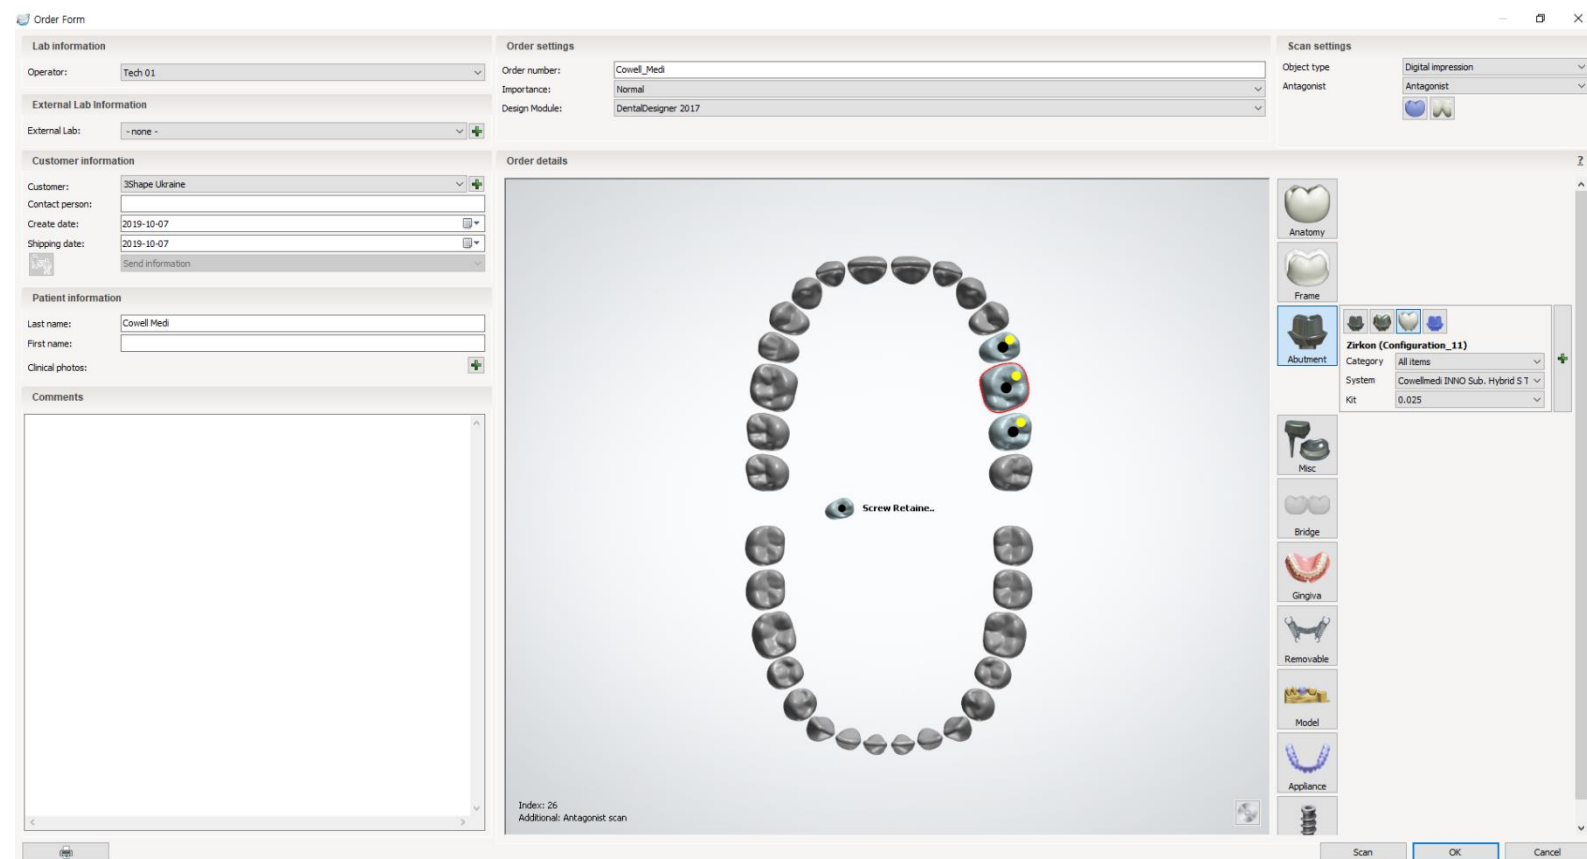 Order Form
Lab information
Operator: Tech 01
External Lab Information
External Lab: - none -
Customer information
Customer: 3Shape Ukraine
Contact person:
Create date: 2019-10-07
Shipping date: 2019-10-07
Send information
Patient information
Last name: Cowell Medi
First name:
Clinical photos:
Comments
Order settings
Order number: Cowell_Medi
Importance: Normal
Design Module: DentalDesigner 2017
Scan settings
Object type Digital impression
Antagonist Antagonist
Order details ?
Screw Retaine..
Index: 26
Additional: Antagonist scan
Anatomy
Frame
Abutment
Zirkon (Configuration_11)
Category All items
System Cowellmedi INNO Sub. Hybrid S T
Kit 0.025
Misc
Bridge
Gingiva
Removable
Model
Appliance
Scan OK Cancel